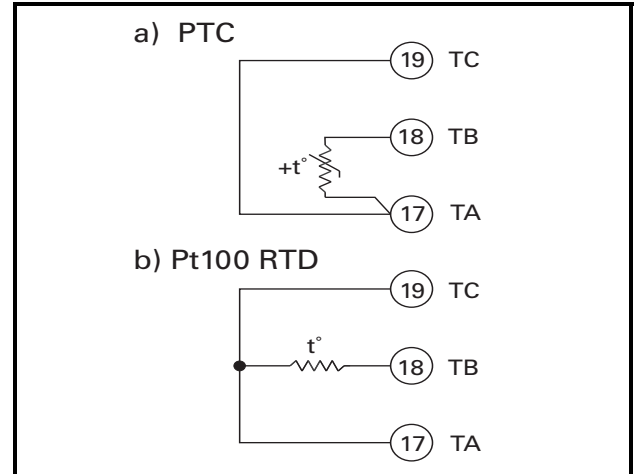 a) PTC
19 TC
18 TB
+t°
17 TA
b) Pt100 RTD
19 TC
t°
18 TB
17 TA